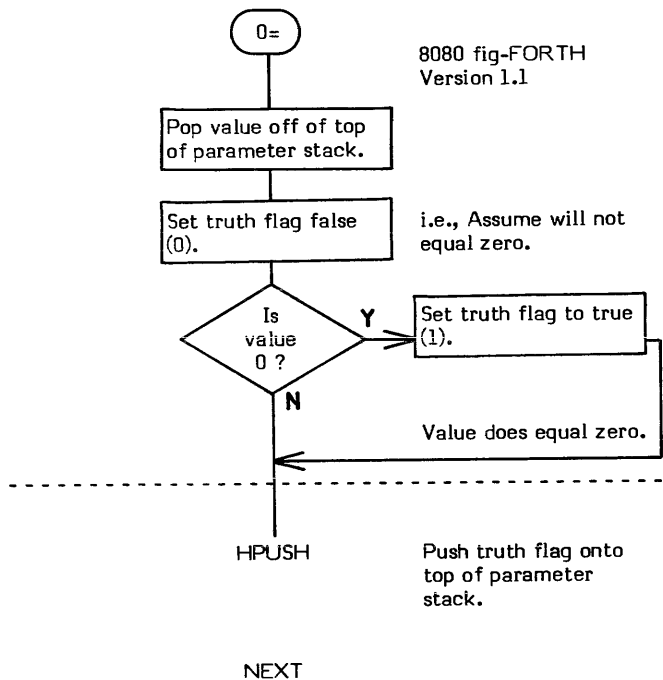 0=
8080 fig-FORTH
Version 1.1
Pop value off of top
of parameter stack.
Set truth flag false
(0).
i.e., Assume will not
equal zero.
Is
value
0 ?
Y
Set truth flag to true
(1).
N
Value does equal zero.
HPUSH
Push truth flag onto
top of parameter
stack.
NEXT